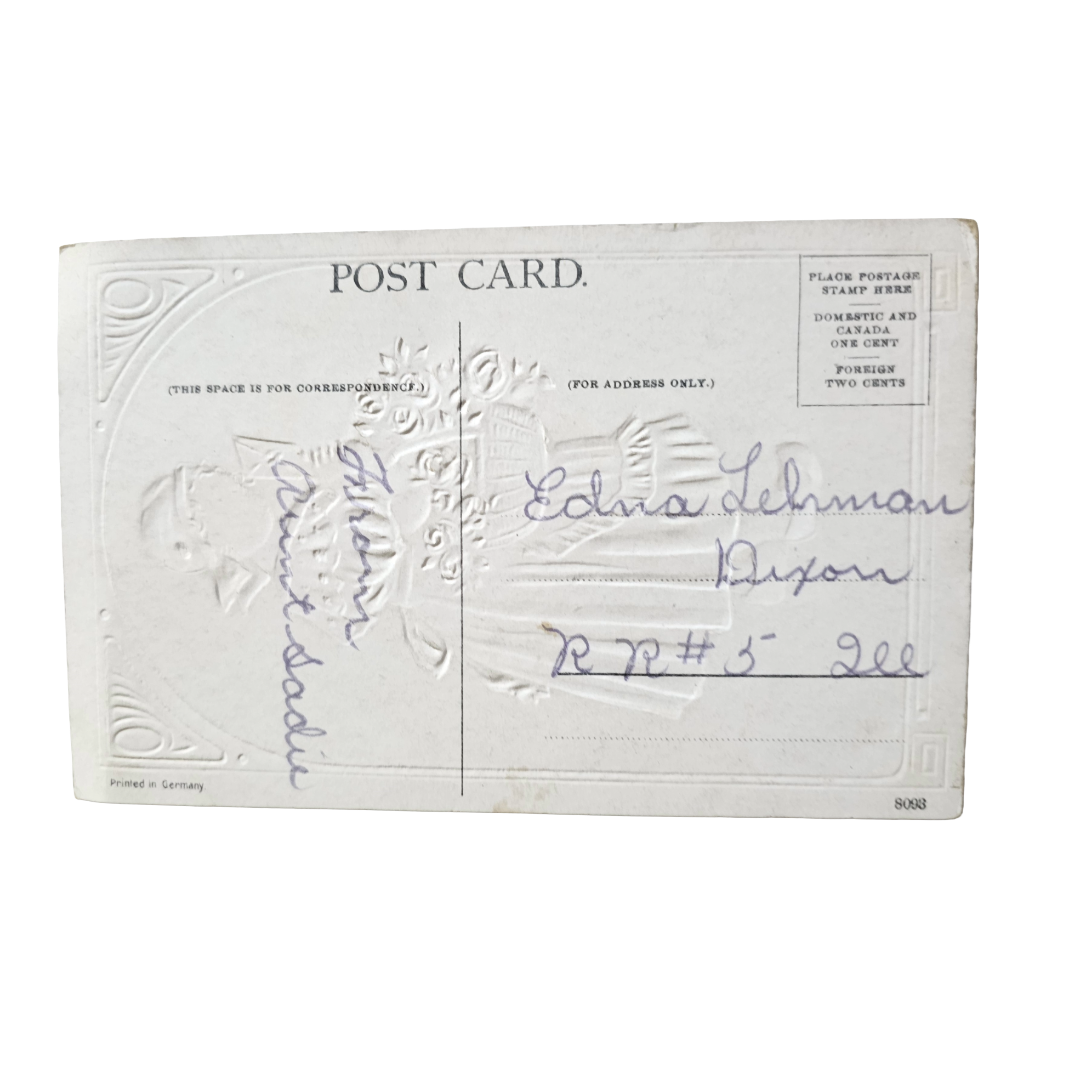 POST CARD.
(THIS SPACE IS FOR CORRESPONDENCE.)
From
Aunt Sadie
(FOR ADDRESS ONLY.)
PLACE POSTAGE
STAMP HERE
DOMESTIC AND
CANADA
ONE CENT
FOREIGN
TWO CENTS
Edna Lehman
Dixon
R R # 5 Ill
Printed in Germany
8093